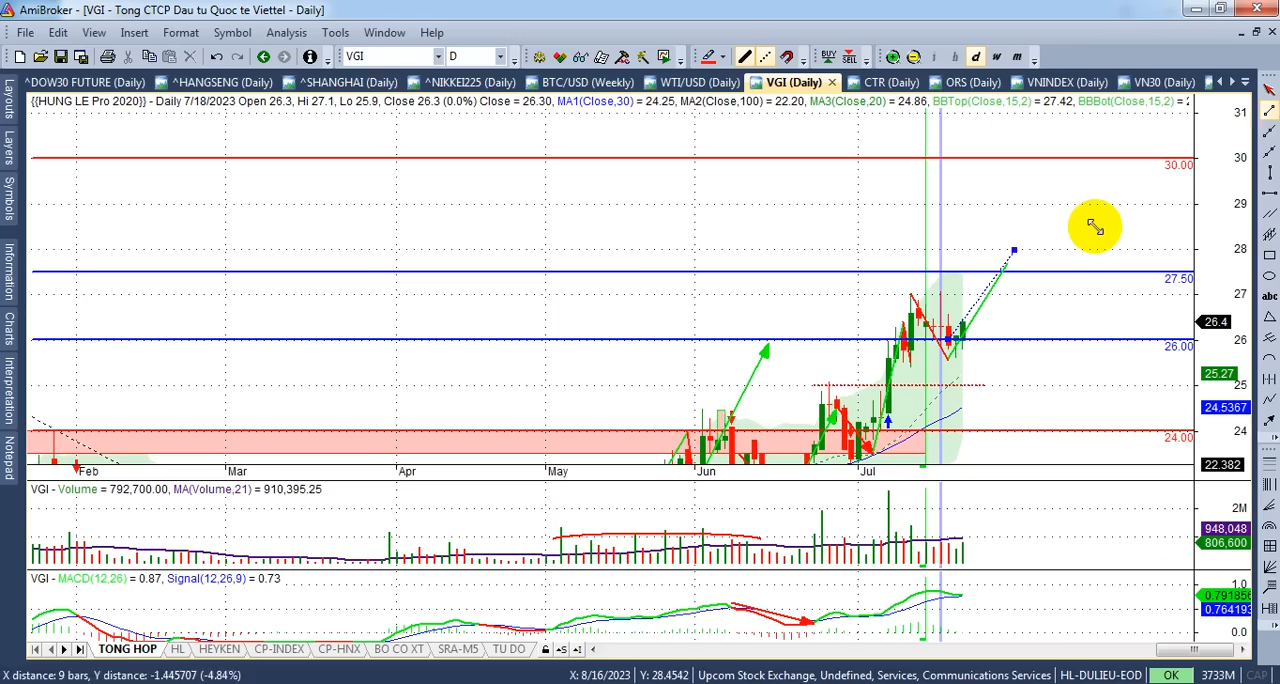 AmiBroker - [VGI - Tong CTCP Dau tu Quoc te Viettel - Daily]
File Edit View Insert Format Symbol Analysis Tools Window Help
VGI D BUY SELL i h d w m
^DOW30 FUTURE (Daily) ^HANGSENG (Daily) ^SHANGHAI (Daily) ^NIKKEI225 (Daily) BTC/USD (Weekly) WTI/USD (Daily) VGI (Daily) CTR (Daily) ORS (Daily) VNINDEX (Daily) VN30 (Daily)
{{HUNG LE Pro 2020}} - Daily 7/18/2023 Open 26.3, Hi 27.1, Lo 25.9, Close 26.3 (0.0%) Close = 26.30, MA1(Close,30) = 24.25, MA2(Close,100) = 22.20, MA3(Close,20) = 24.86, BBTop(Close,15,2) = 27.42, BBBot(Close,15,2) = 2
Layouts
Layers
Symbols
Information
Charts
Interpretation
Notepad
abc
31
30
30.00
29
28
27.50
27
26.4
26
26.00
25.27
25
24.5367
24
24.00
22.382
Feb Mar Apr May Jun Jul
VGI - Volume = 792,700.00, MA(Volume,21) = 910,395.25
2M
948,048
806,600
VGI - MACD(12,26) = 0.87, Signal(12,26,9) = 0.73
1.0
0.791856
0.764193
0.0
TONG HOP HL HEYKEN CP-INDEX CP-HNX BO CO XT SRA-M5 TU DO
X distance: 9 bars, Y distance: -1.445707 (-4.84%) X: 8/16/2023 Y: 28.4542 Upcom Stock Exchange, Undefined, Services, Communications Services HL-DULIEU-EOD OK 3733M CAP